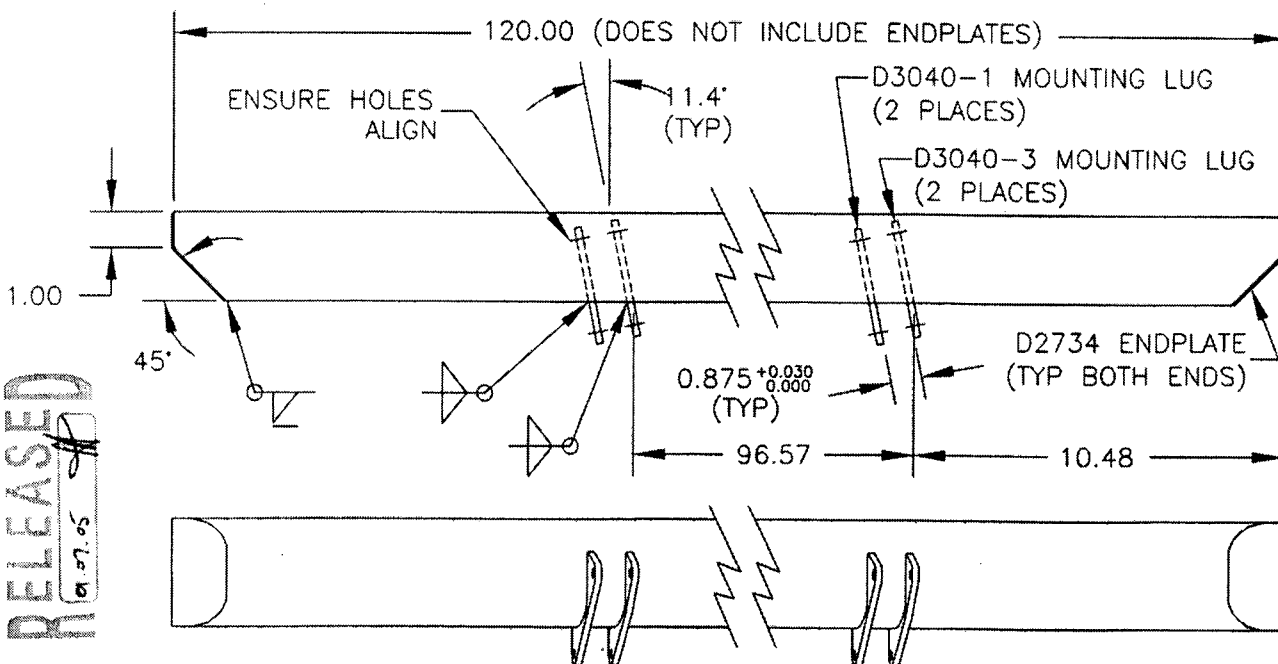 120.00 (DOES NOT INCLUDE ENDPLATES)
ENSURE HOLES
ALIGN
11.4°
(TYP)
D3040-1 MOUNTING LUG
(2 PLACES)
D3040-3 MOUNTING LUG
(2 PLACES)
1.00
45°
D2734 ENDPLATE
(TYP BOTH ENDS)
0.875 +0.030
0.000
(TYP)
96.57
10.48
RELEASED